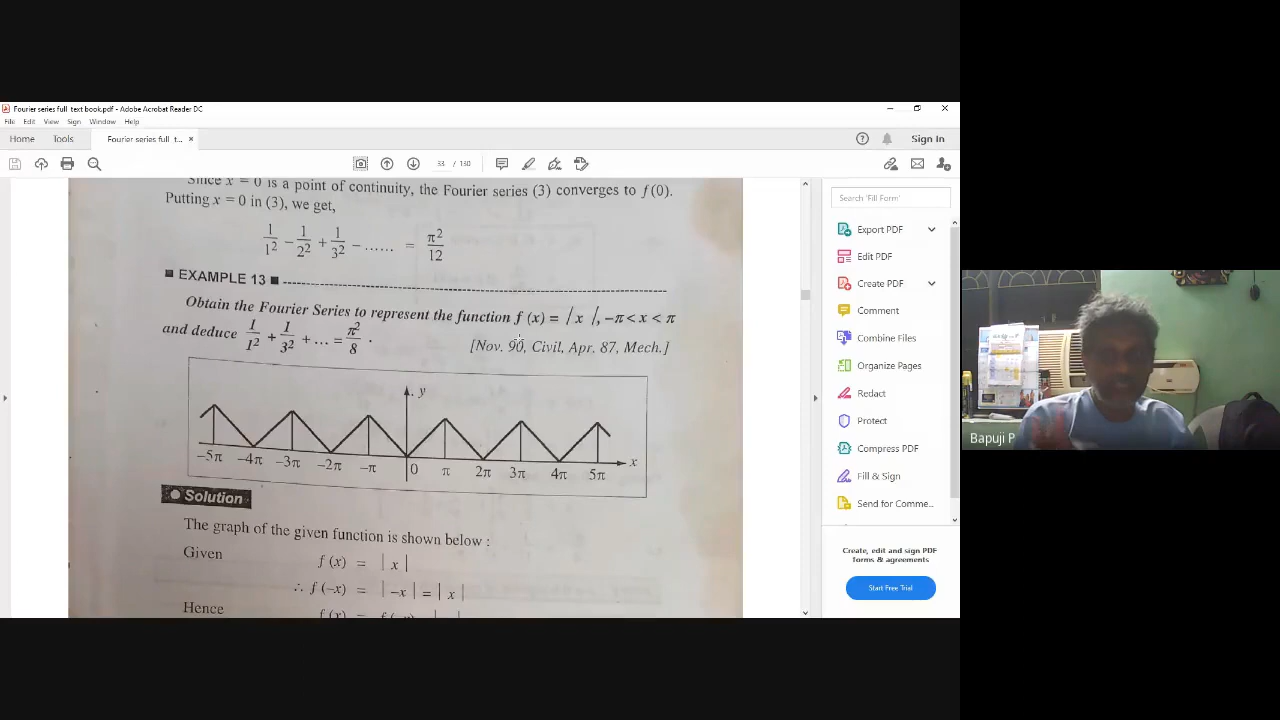 Fourier series full text book.pdf - Adobe Acrobat Reader DC
File Edit View Sign Window Help
Home Tools Fourier series full t... × Sign In
33 / 130
Since x = 0 is a point of continuity, the Fourier series (3) converges to f(0).
Putting x = 0 in (3), we get,
1/1² − 1/2² + 1/3² − ...... = π²/12
■ EXAMPLE 13 ■
Obtain the Fourier Series to represent the function f (x) = / x /, −π < x < π
and deduce 1/1² + 1/3² + ... = π²/8 .
[Nov. 90, Civil, Apr. 87, Mech.]
y
−5π −4π −3π −2π −π 0 π 2π 3π 4π 5π x
Solution
The graph of the given function is shown below :
Given f (x) = | x |
∴ f (−x) = | −x | = | x |
Hence
Search 'Fill Form'
Export PDF
Edit PDF
Create PDF
Comment
Combine Files
Organize Pages
Redact
Protect
Compress PDF
Fill & Sign
Send for Comme...
Create, edit and sign PDF
forms & agreements
Start Free Trial
Bapuji P